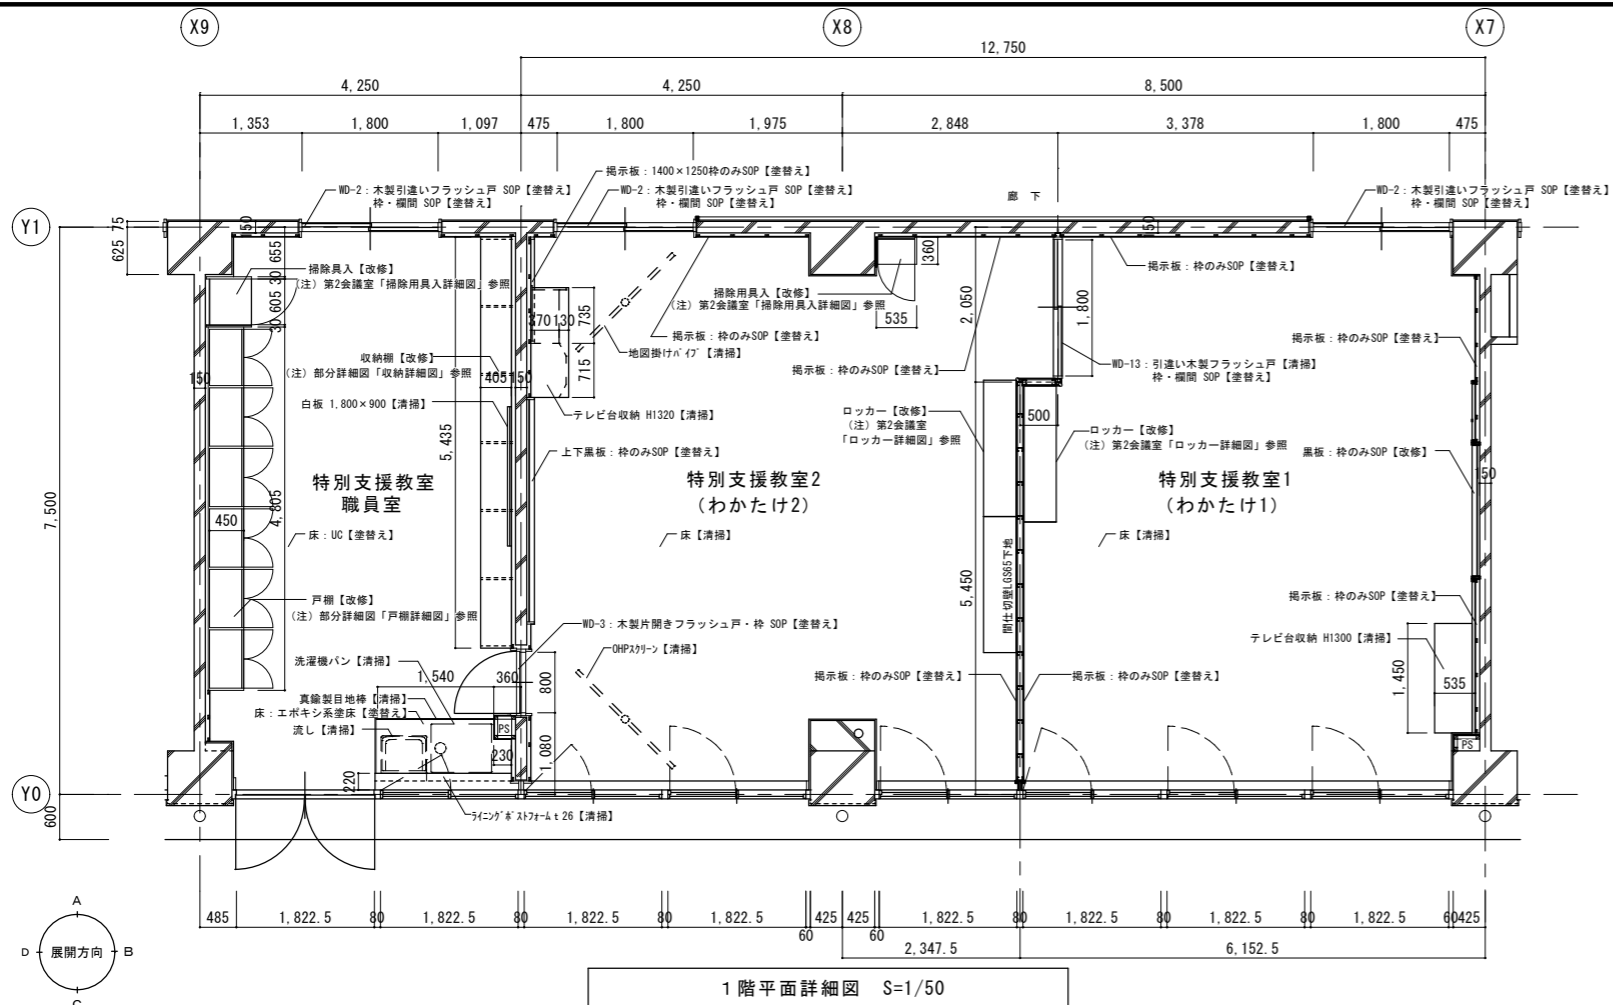 X9
X8
X7
12,750
4,250
4,250
8,500
1,353
1,800
1,097
475
1,800
1,975
2,848
3,378
1,800
475
掲示板：1400×1250枠のみSOP【塗替え】
WD-2：木製引違いフラッシュ戸 SOP【塗替え】
枠・欄間 SOP【塗替え】
WD-2：木製引違いフラッシュ戸 SOP【塗替え】
枠・欄間 SOP【塗替え】
廊 下
WD-2：木製引違いフラッシュ戸 SOP【塗替え】
枠・欄間 SOP【塗替え】
Y1
75
625
50
655
30
605
30
150
掃除具入【改修】
（注）第2会議室「掃除用具入詳細図」参照
360
掃除用具入【改修】
（注）第2会議室「掃除用具入詳細図」参照
535
掲示板：枠のみSOP【塗替え】
2,050
1,800
50
掲示板：枠のみSOP【塗替え】
130
735
715
掲示板：枠のみSOP【塗替え】
地図掛けパイプ【清掃】
収納棚【改修】
（注）部分詳細図「収納詳細図」参照
405
150
白板 1,800×900【清掃】
テレビ台収納 H1320【清掃】
掲示板：枠のみSOP【塗替え】
WD-13：引違い木製フラッシュ戸【清掃】
枠・欄間 SOP【塗替え】
掲示板：枠のみSOP【塗替え】
ロッカー【改修】
（注）第2会議室
「ロッカー詳細図」参照
500
ロッカー【改修】
（注）第2会議室「ロッカー詳細図」参照
黒板：枠のみSOP【改修】
150
上下黒板：枠のみSOP【塗替え】
5,435
7,500
特別支援教室
職員室
特別支援教室2
(わかたけ2)
特別支援教室1
(わかたけ1)
450
4,805
床：UC【塗替え】
床【清掃】
床【清掃】
間仕切壁LGS65下地
5,450
戸棚【改修】
（注）部分詳細図「戸棚詳細図」参照
WD-3：木製片開きフラッシュ戸・枠 SOP【塗替え】
OHPスクリーン【清掃】
掲示板：枠のみSOP【塗替え】
テレビ台収納 H1300【清掃】
1,450
535
洗濯機パン【清掃】
1,540
360
800
掲示板：枠のみSOP【塗替え】
掲示板：枠のみSOP【塗替え】
真鍮製目地棒【清掃】
床：エポキシ系塗床【塗替え】
流し【清掃】
PS
230
1,080
220
PS
Y0
600
ライニングポストフォームt26【清掃】
485
1,822.5
80
1,822.5
80
1,822.5
80
1,822.5
60
425
425
60
1,822.5
80
1,822.5
80
1,822.5
80
1,822.5
60
425
2,347.5
6,152.5
A
D
展開方向
B
C
1階平面詳細図 S=1/50